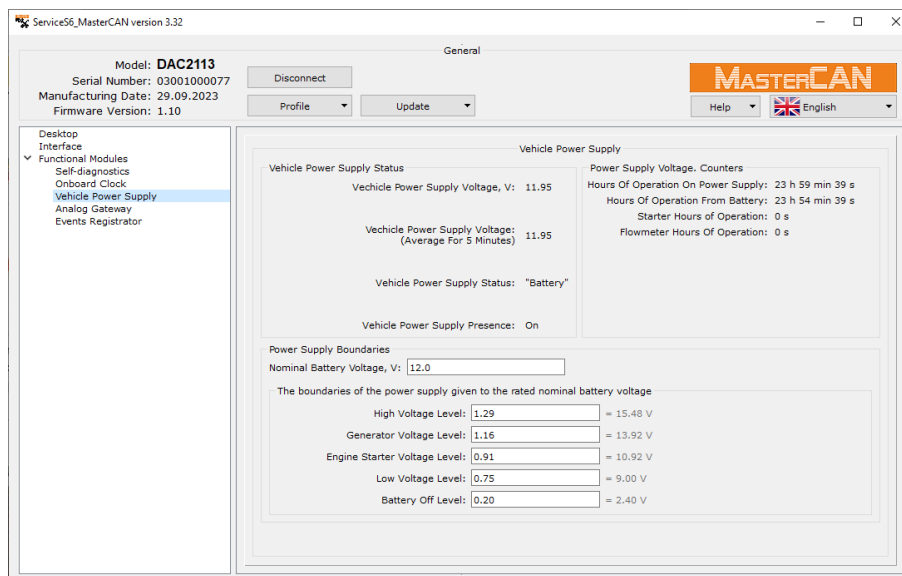 ServiceS6_MasterCAN version 3.32
General
Model: DAC2113
Serial Number: 03001000077
Manufacturing Date: 29.09.2023
Firmware Version: 1.10
Disconnect
Profile
Update
MASTERCAN
Help
English
Desktop
Interface
Functional Modules
Self-diagnostics
Onboard Clock
Vehicle Power Supply
Analog Gateway
Events Registrator
Vehicle Power Supply
Vehicle Power Supply Status
Vechicle Power Supply Voltage, V: 11.95
Vechicle Power Supply Voltage:
(Average For 5 Minutes) 11.95
Vehicle Power Supply Status: "Battery"
Vehicle Power Supply Presence: On
Power Supply Voltage. Counters
Hours Of Operation On Power Supply: 23 h 59 min 39 s
Hours Of Operation From Battery: 23 h 54 min 39 s
Starter Hours of Operation: 0 s
Flowmeter Hours Of Operation: 0 s
Power Supply Boundaries
Nominal Battery Voltage, V: 12.0
The boundaries of the power supply given to the rated nominal battery voltage
High Voltage Level: 1.29 = 15.48 V
Generator Voltage Level: 1.16 = 13.92 V
Engine Starter Voltage Level: 0.91 = 10.92 V
Low Voltage Level: 0.75 = 9.00 V
Battery Off Level: 0.20 = 2.40 V